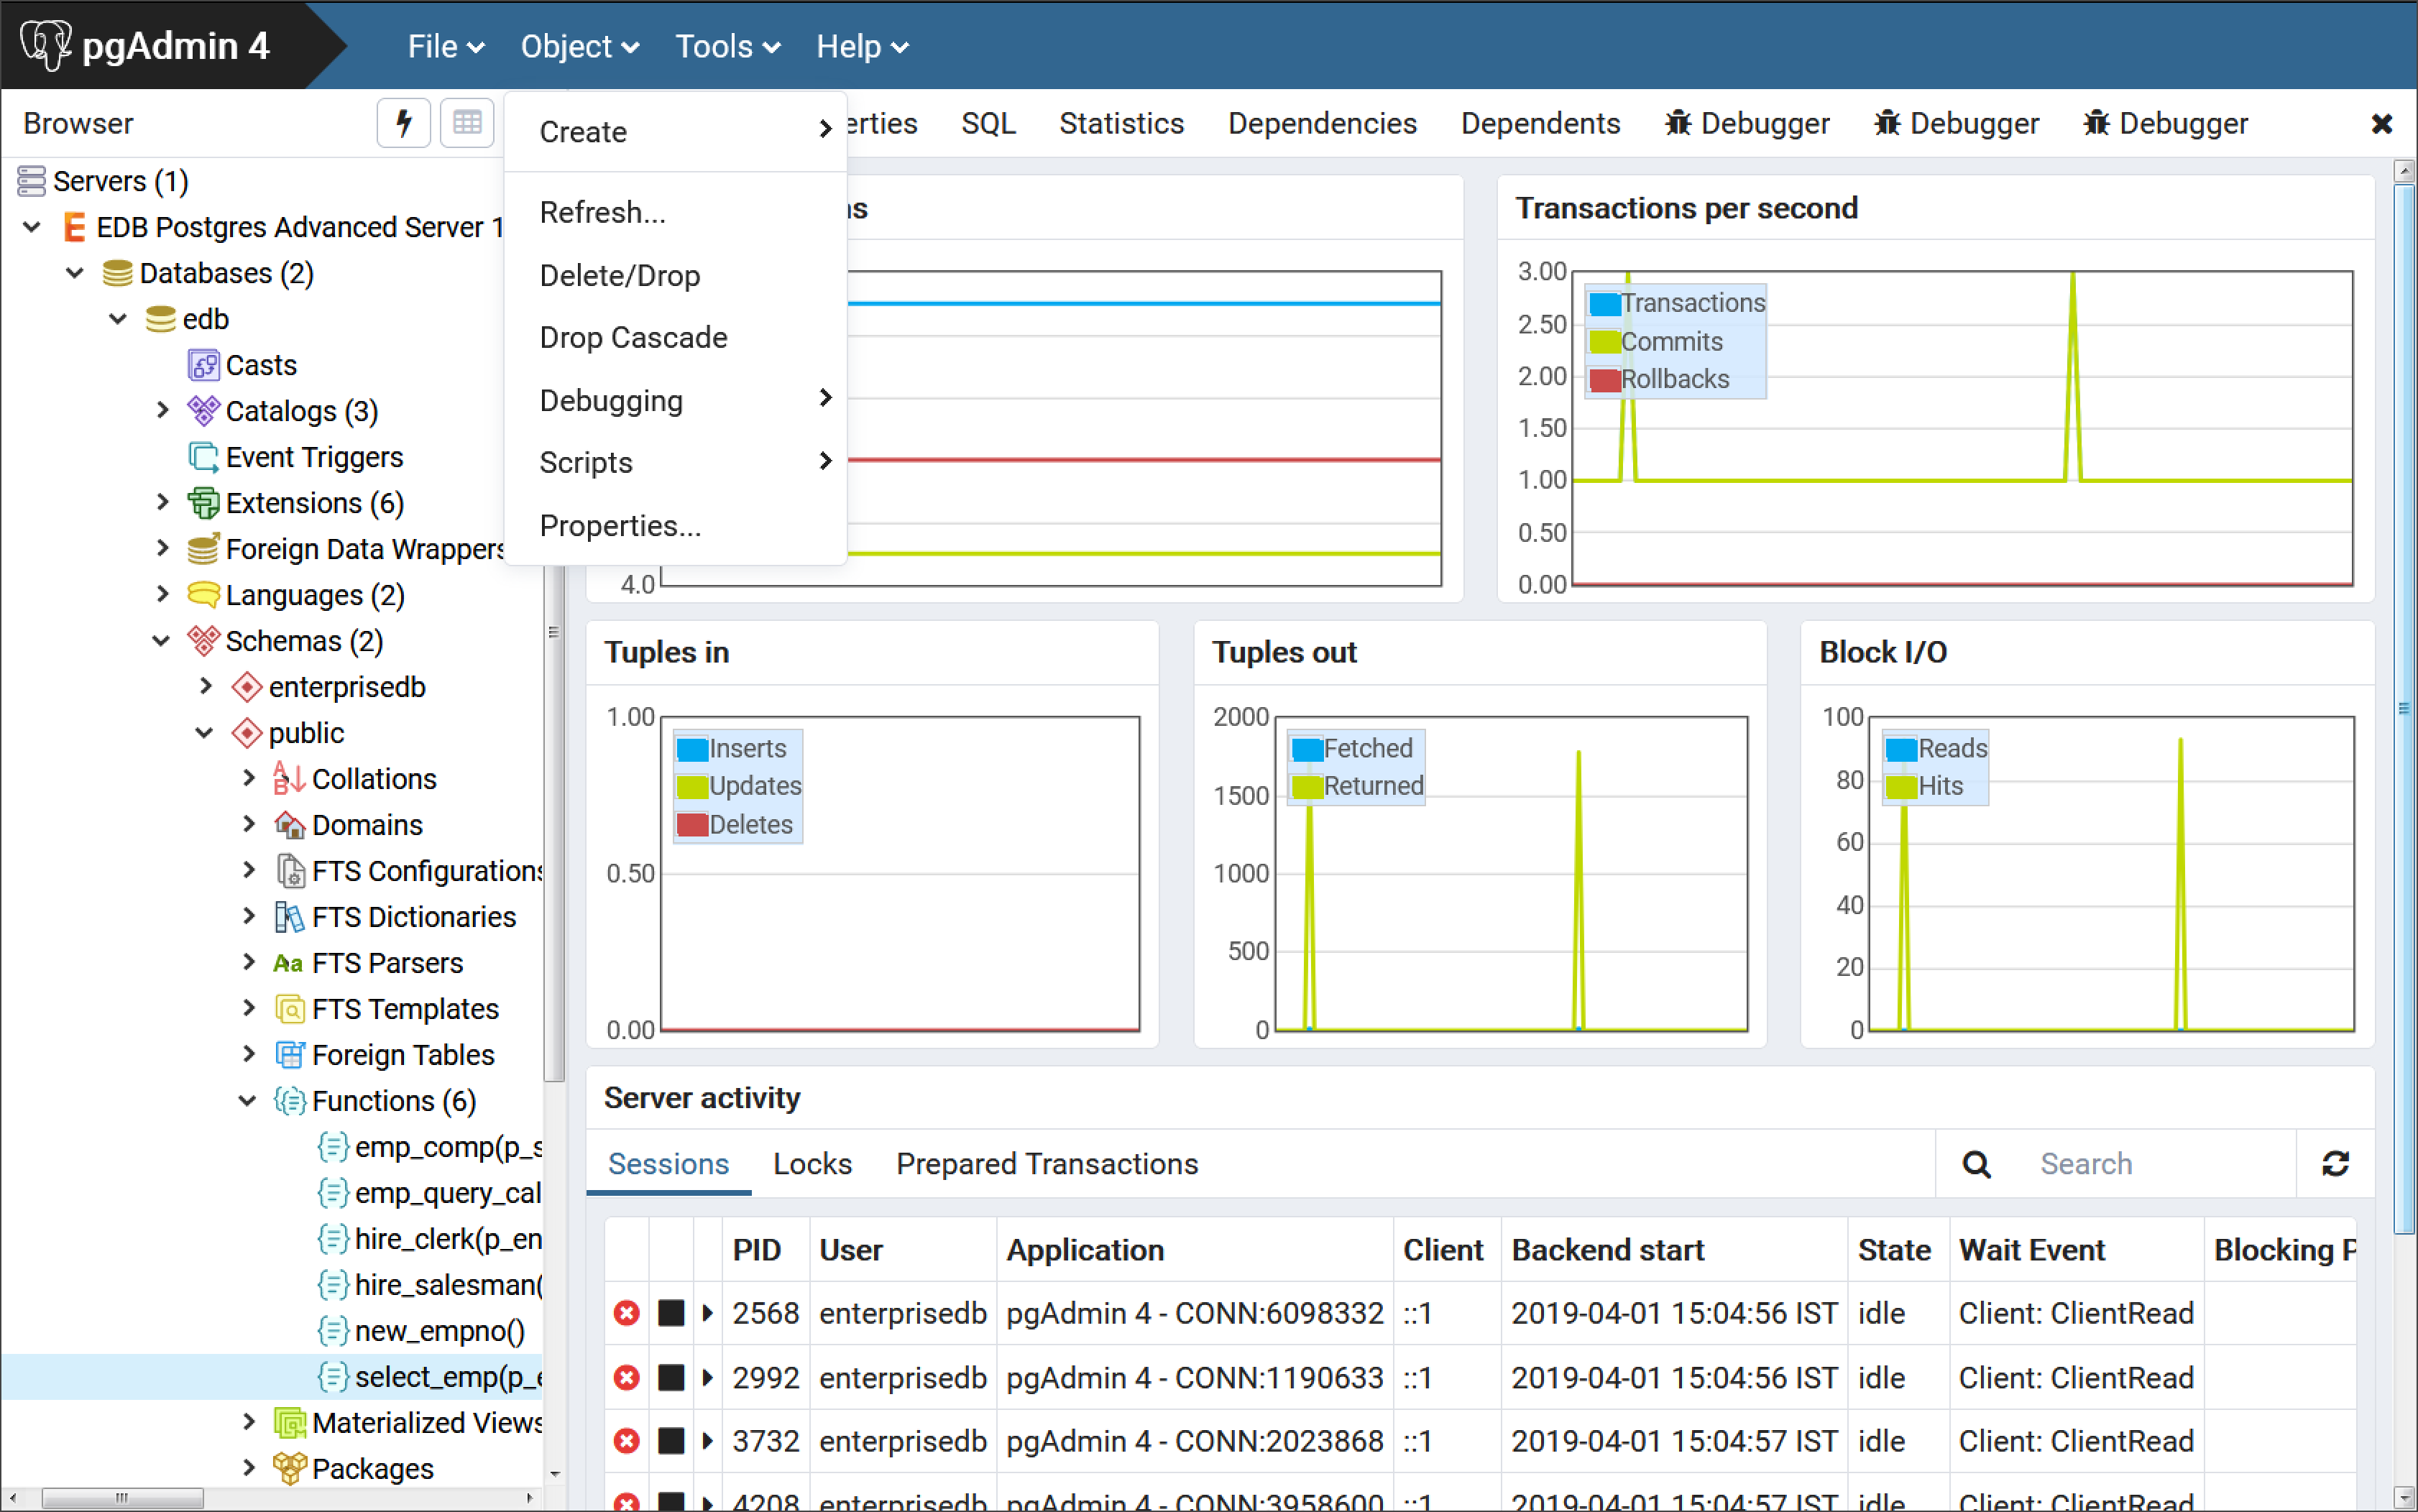 pgAdmin 4
File Object Tools Help
Browser
Create
Refresh...
Delete/Drop
Drop Cascade
Debugging
Scripts
Properties...
erties SQL Statistics Dependencies Dependents Debugger Debugger Debugger
Servers (1)
EDB Postgres Advanced Server 1
Databases (2)
edb
Casts
Catalogs (3)
Event Triggers
Extensions (6)
Foreign Data Wrappers
Languages (2)
Schemas (2)
enterprisedb
public
Collations
Domains
FTS Configurations
FTS Dictionaries
Aa FTS Parsers
FTS Templates
Foreign Tables
Functions (6)
emp_comp(p_s
emp_query_cal
hire_clerk(p_en
hire_salesman(
new_empno()
select_emp(p_e
Materialized Views
Packages
4.0
Transactions per second
3.00
2.50
2.00
1.50
1.00
0.50
0.00
Transactions
Commits
Rollbacks
Tuples in
1.00
0.50
0.00
Inserts
Updates
Deletes
Tuples out
2000
1500
1000
500
0
Fetched
Returned
Block I/O
100
80
60
40
20
0
Reads
Hits
Server activity
Sessions Locks Prepared Transactions Search
PID User Application Client Backend start State Wait Event Blocking P
2568 enterprisedb pgAdmin 4 - CONN:6098332 ::1 2019-04-01 15:04:56 IST idle Client: ClientRead
2992 enterprisedb pgAdmin 4 - CONN:1190633 ::1 2019-04-01 15:04:56 IST idle Client: ClientRead
3732 enterprisedb pgAdmin 4 - CONN:2023868 ::1 2019-04-01 15:04:57 IST idle Client: ClientRead
4208 enterprisedb pgAdmin 4 - CONN:3958600 ::1 2019-04-01 15:04:57 IST idle Client: ClientRead